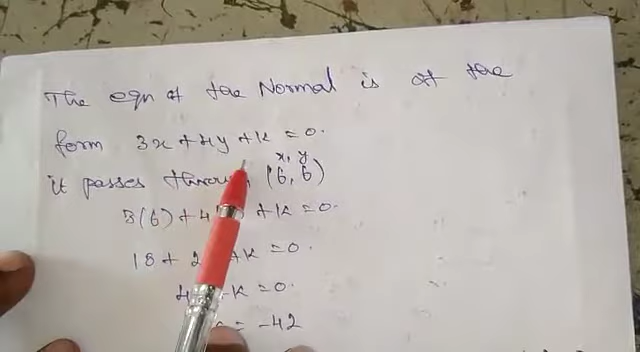 The eqn of the Normal is of the
form 3x + 4y + k = 0.
x, y
it passes (6, 6)
3(6) + 4 + k = 0.
18 + 2 + k = 0.
4 k = 0.
= -42